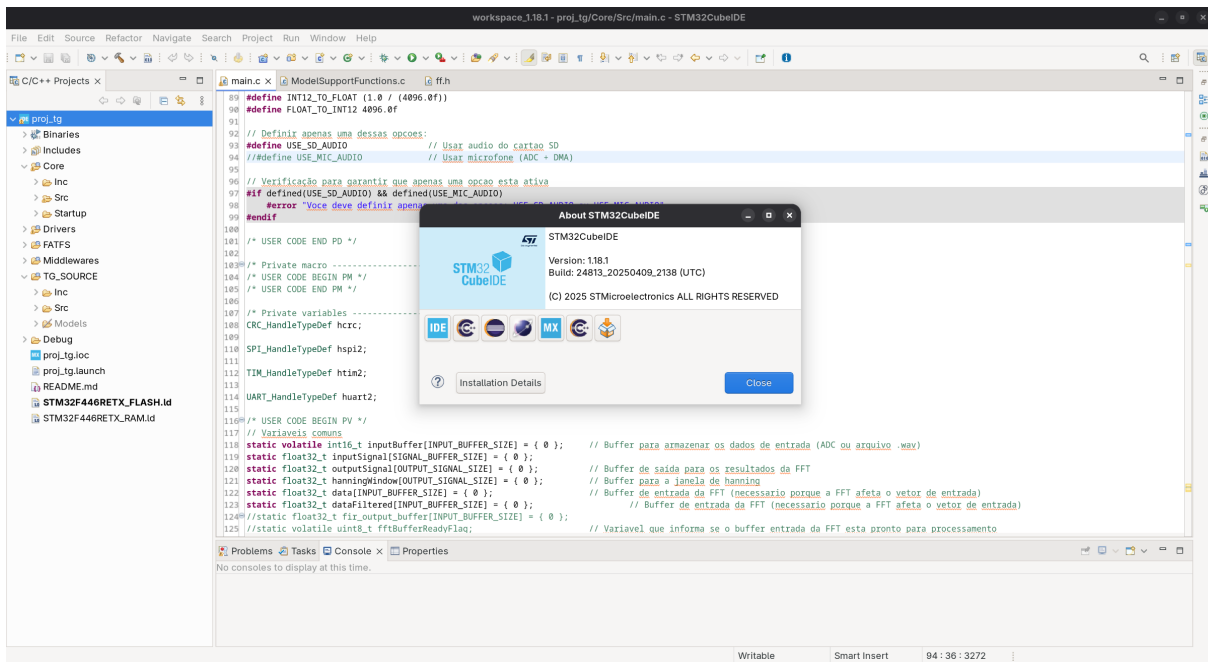 workspace_1.18.1 - proj_tg/Core/Src/main.c - STM32CubeIDE
File Edit Source Refactor Navigate Search Project Run Window Help
C/C++ Projects
proj_tg
Binaries
Includes
Core
Inc
Src
Startup
Drivers
FATFS
Middlewares
TG_SOURCE
Inc
Src
Models
Debug
proj_tg.ioc
proj_tg.launch
README.md
STM32F446RETX_FLASH.ld
STM32F446RETX_RAM.ld
main.c ModelSupportFunctions.c ff.h
89 #define INT12_TO_FLOAT (1.0 / (4096.0f))
90 #define FLOAT_TO_INT12 4096.0f
91
92 // Definir apenas uma dessas opcoes:
93 #define USE_SD_AUDIO // Usar audio do cartao SD
94 //#define USE_MIC_AUDIO // Usar microfone (ADC + DMA)
95
96 // Verificação para garantir que apenas uma opcao esta ativa
97 #if defined(USE_SD_AUDIO) && defined(USE_MIC_AUDIO)
98 #error "Voce deve definir
99 #endif
100
101 /* USER CODE END PD */
102
103 /* Private macro -----------------
104 /* USER CODE BEGIN PM */
105 /* USER CODE END PM */
106
107 /* Private variables -------------
108 CRC_HandleTypeDef hcrc;
109
110 SPI_HandleTypeDef hspi2;
111
112 TIM_HandleTypeDef htim2;
113
114 UART_HandleTypeDef huart2;
115
116 /* USER CODE BEGIN PV */
117 // Variaveis comuns
118 static volatile int16_t inputBuffer[INPUT_BUFFER_SIZE] = { 0 }; // Buffer para armazenar os dados de entrada (ADC ou arquivo .wav)
119 static float32_t inputSignal[SIGNAL_BUFFER_SIZE] = { 0 };
120 static float32_t outputSignal[OUTPUT_SIGNAL_SIZE] = { 0 }; // Buffer de saída para os resultados da FFT
121 static float32_t hanningWindow[OUTPUT_SIGNAL_SIZE] = { 0 }; // Buffer para a janela de hanning
122 static float32_t data[INPUT_BUFFER_SIZE] = { 0 }; // Buffer de entrada da FFT (necessario porque a FFT afeta o vetor de entrada)
123 static float32_t dataFiltered[INPUT_BUFFER_SIZE] = { 0 }; // Buffer de entrada da FFT (necessario porque a FFT afeta o vetor de entrada)
124 //static float32_t fir_output_buffer[INPUT_BUFFER_SIZE] = { 0 };
125 //static volatile uint8_t fftBufferReadyFlag; // Variavel que informa se o buffer entrada da FFT esta pronto para processamento
About STM32CubeIDE
STM32
CubeIDE
STM32CubeIDE
Version: 1.18.1
Build: 24813_20250409_2138 (UTC)
(C) 2025 STMicroelectronics ALL RIGHTS RESERVED
IDE MX
Installation Details Close
Problems Tasks Console Properties
No consoles to display at this time.
Writable Smart Insert 94 : 36 : 3272